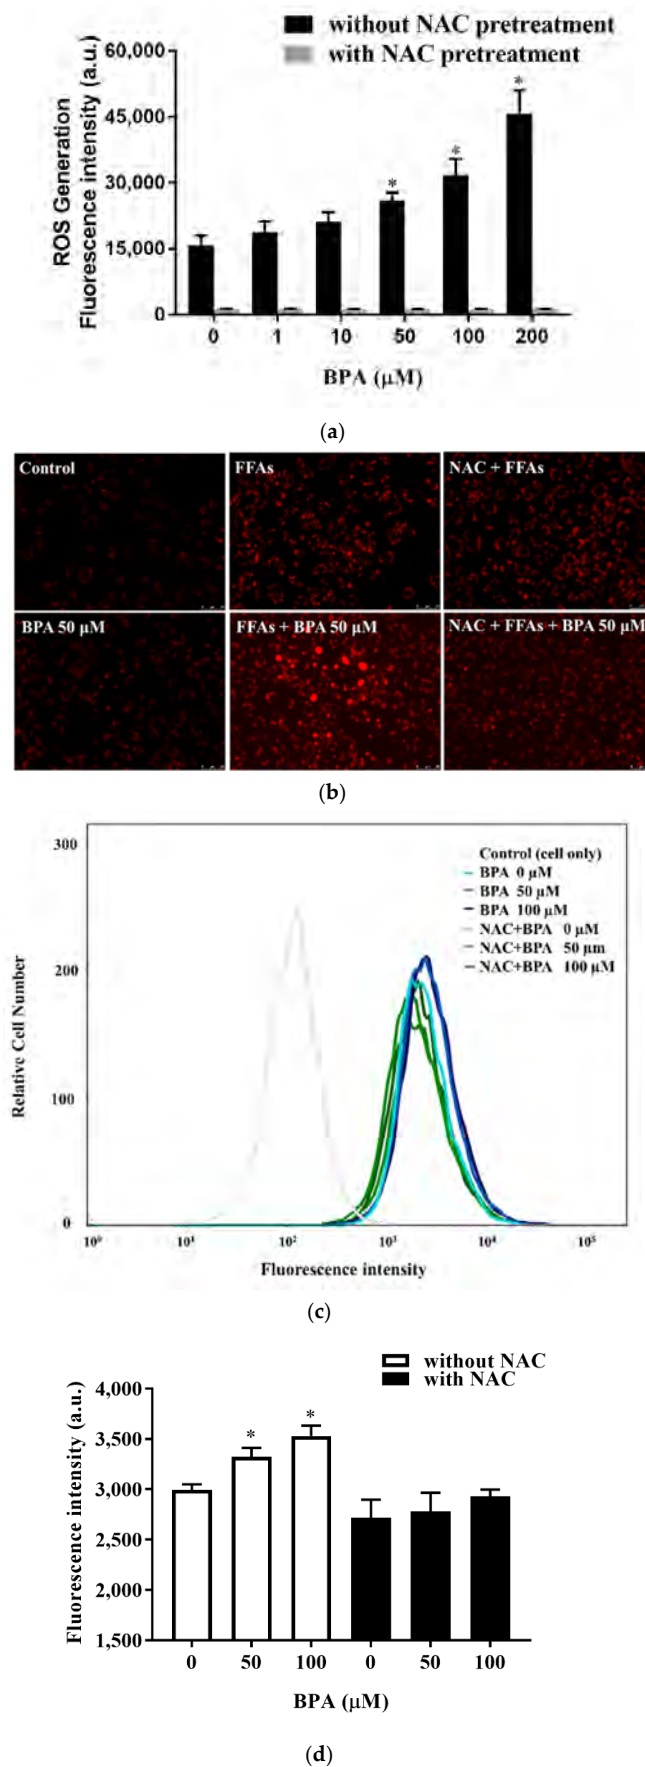 without NAC pretreatment
with NAC pretreatment
ROS Generation
Fluorescence intensity (a.u.)
60,000
45,000
30,000
15,000
0
*
*
*
0 1 10 50 100 200
BPA (μM)
(a)
Control
FFAs
NAC + FFAs
BPA 50 μM
FFAs + BPA 50 μM
NAC + FFAs + BPA 50 μM
(b)
Relative Cell Number
300
200
100
0
Control (cell only)
BPA 0 μM
BPA 50 μM
BPA 100 μM
NAC+BPA 0 μM
NAC+BPA 50 μm
NAC+BPA 100 μM
10⁰ 10¹ 10² 10³ 10⁴ 10⁵
Fluorescence intensity
(c)
without NAC
with NAC
Fluorescence intensity (a.u.)
4,000
3,500
3,000
2,500
2,000
1,500
*
*
0 50 100 0 50 100
BPA (μM)
(d)